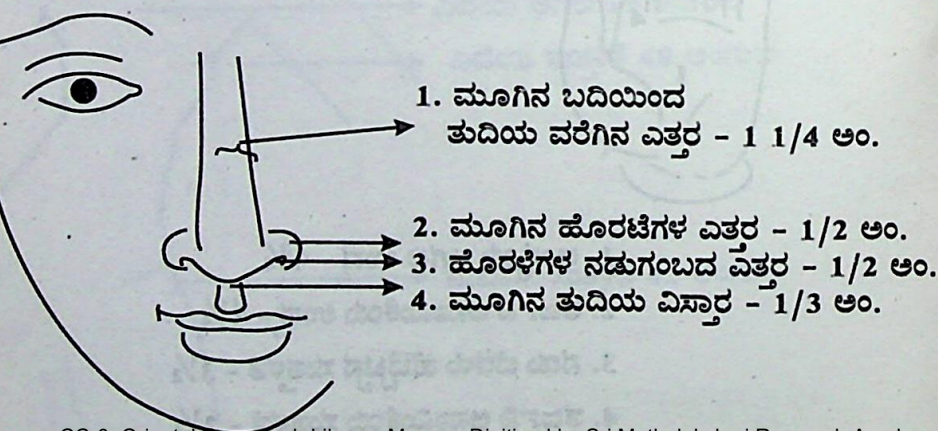 1. ಮೂಗಿನ ಬದಿಯಿಂದ
ತುದಿಯ ವರೆಗಿನ ಎತ್ತರ - 1 1/4 ಅಂ.
2. ಮೂಗಿನ ಹೊರಟೆಗಳ ಎತ್ತರ - 1/2 ಅಂ.
3. ಹೊರಳೆಗಳ ನಡುಗಂಬದ ಎತ್ತರ - 1/2 ಅಂ.
4. ಮೂಗಿನ ತುದಿಯ ವಿಸ್ತಾರ - 1/3 ಅಂ.